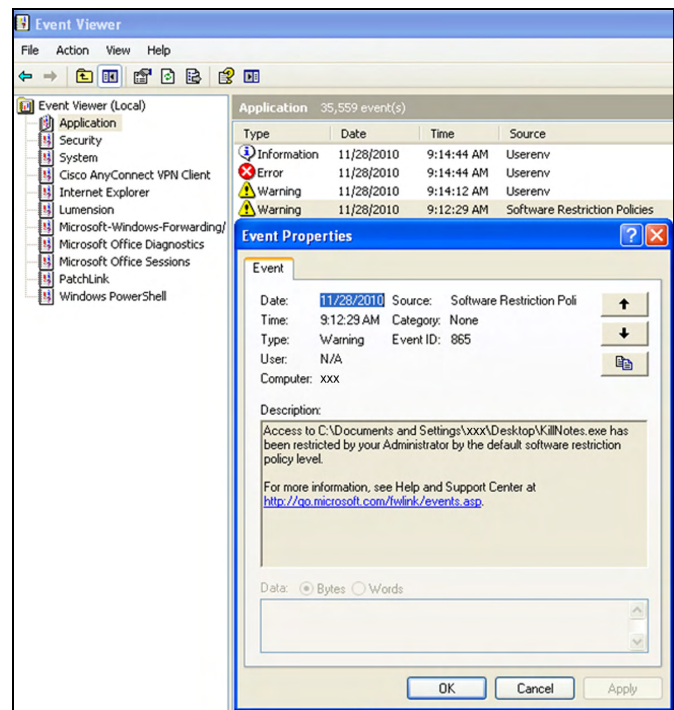 Event Viewer
File Action View Help
Event Viewer (Local)
Application
Security
System
Cisco AnyConnect VPN Client
Internet Explorer
Lumension
Microsoft-Windows-Forwarding/
Microsoft Office Diagnostics
Microsoft Office Sessions
PatchLink
Windows PowerShell
Application 35,559 event(s)
Type Date Time Source
Information 11/28/2010 9:14:44 AM Userenv
Error 11/28/2010 9:14:44 AM Userenv
Warning 11/28/2010 9:14:12 AM Userenv
Warning 11/28/2010 9:12:29 AM Software Restriction Policies
Event Properties
Event
Date: 11/28/2010 Source: Software Restriction Poli
Time: 9:12:29 AM Category: None
Type: Warning Event ID: 865
User: N/A
Computer: xxx
Description:
Access to C:\Documents and Settings\xxx\Desktop\KillNotes.exe has
been restricted by your Administrator by the default software restriction
policy level.
For more information, see Help and Support Center at
http://go.microsoft.com/fwlink/events.asp.
Data: Bytes Words
OK Cancel Apply